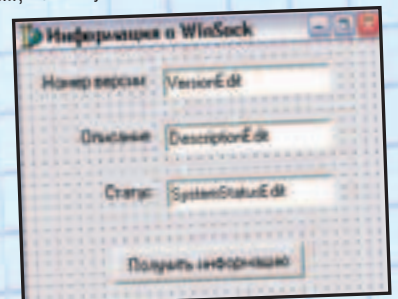 Информация о WinSock
Номер версии VersionEdit
Описание DescriptionEdit
Статус SystemStatusEdit
Получить информацию